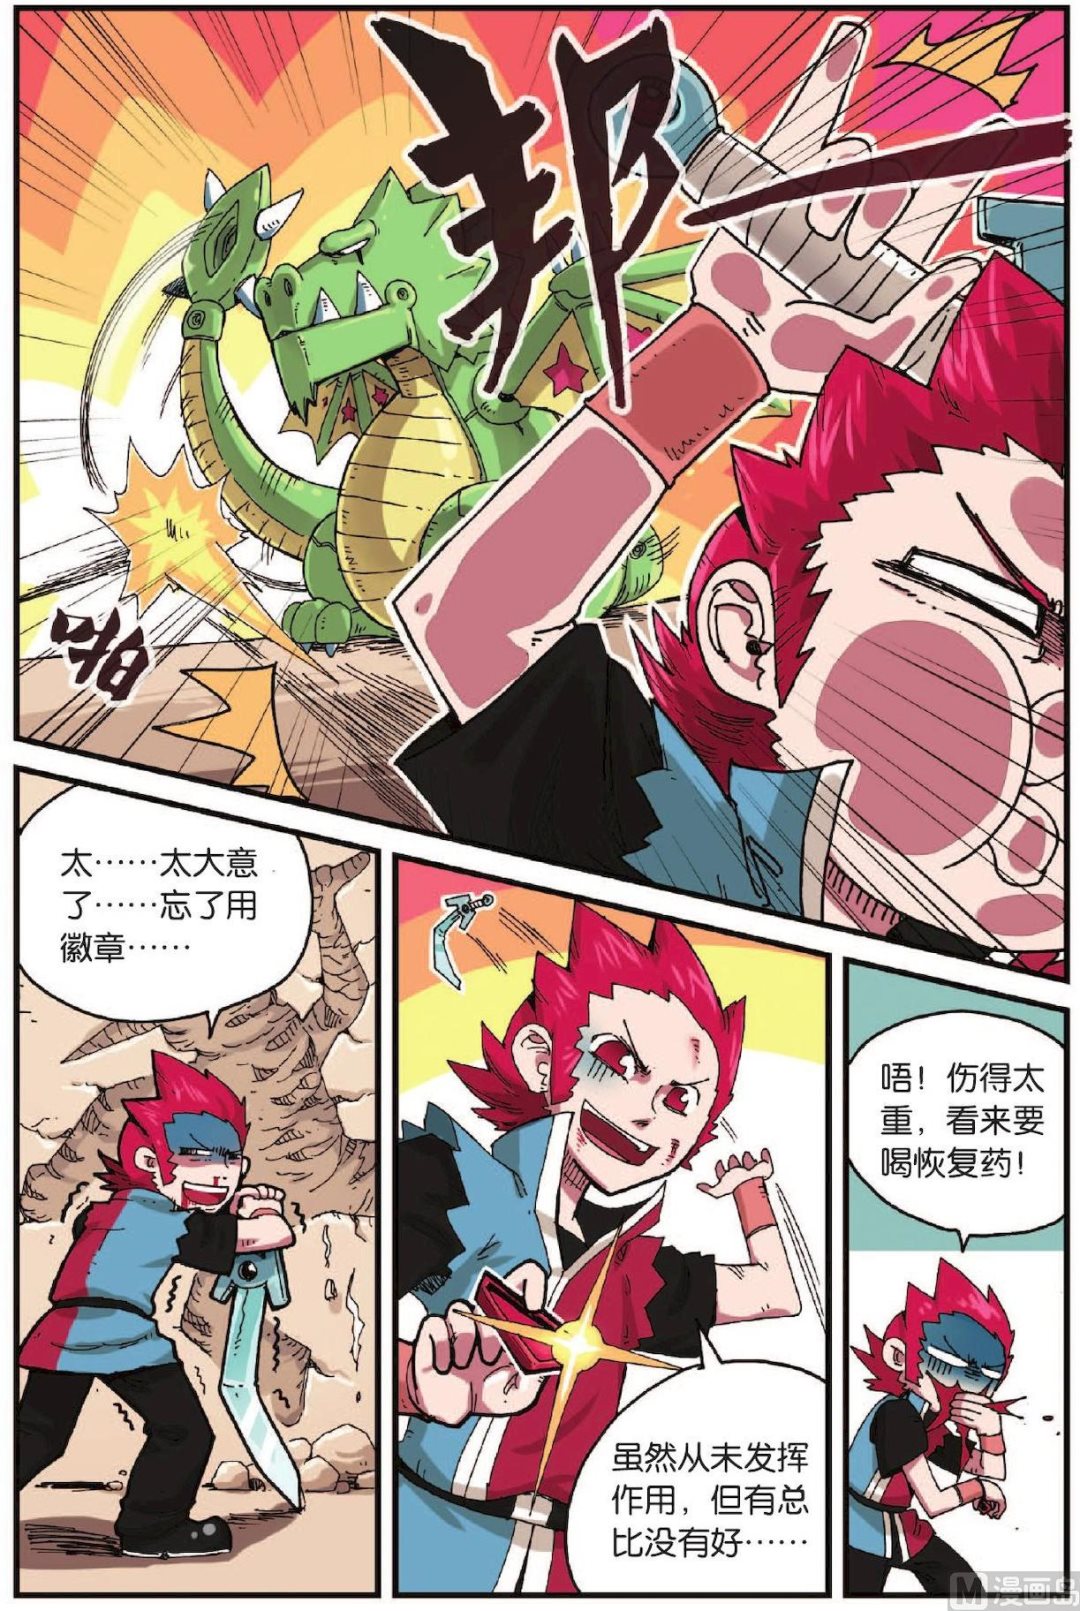 邦
一
啪
太……太大意
了……忘了用
徽章……
虽然从未发挥
作用，但有总
比没有好……
唔！伤得太
重，看来要
喝恢复药！
M 漫画岛